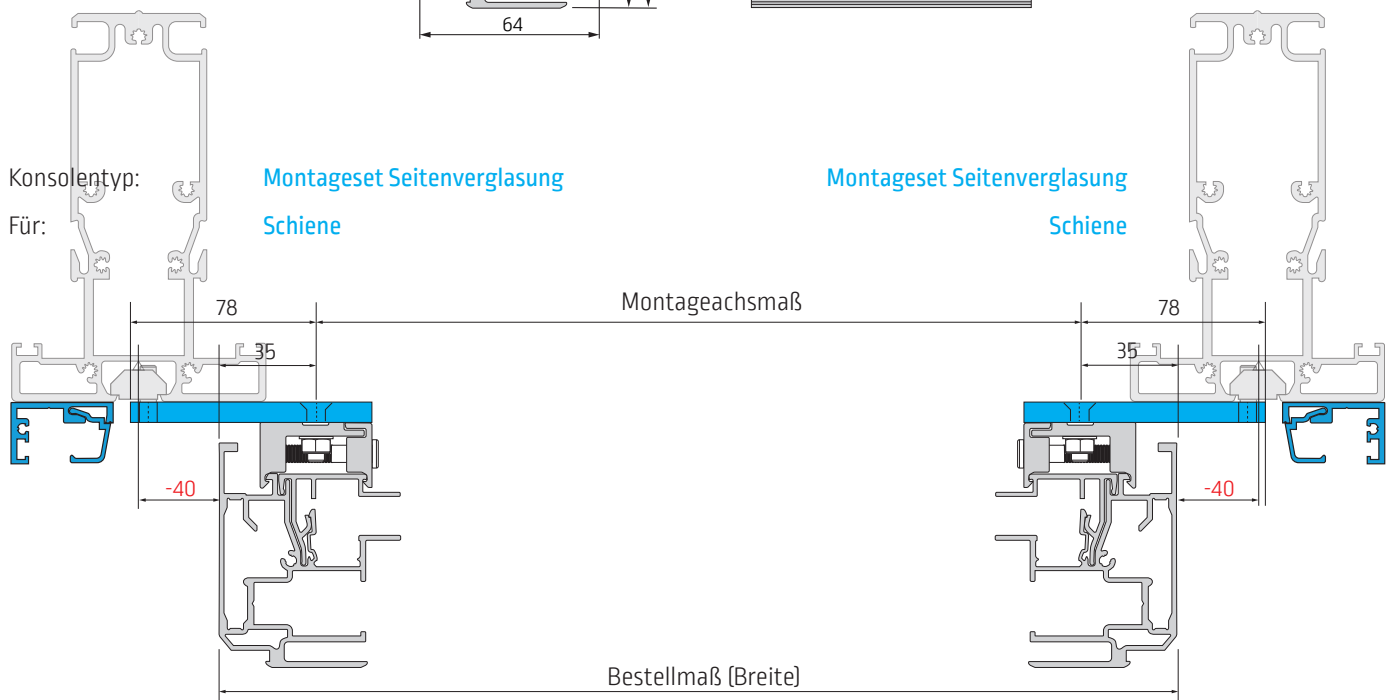 64
Konsolentyp: Montageset Seitenverglasung Montageset Seitenverglasung
Für: Schiene Schiene
78 Montageachsmaß 78
35 35
-40 -40
Bestellmaß (Breite)